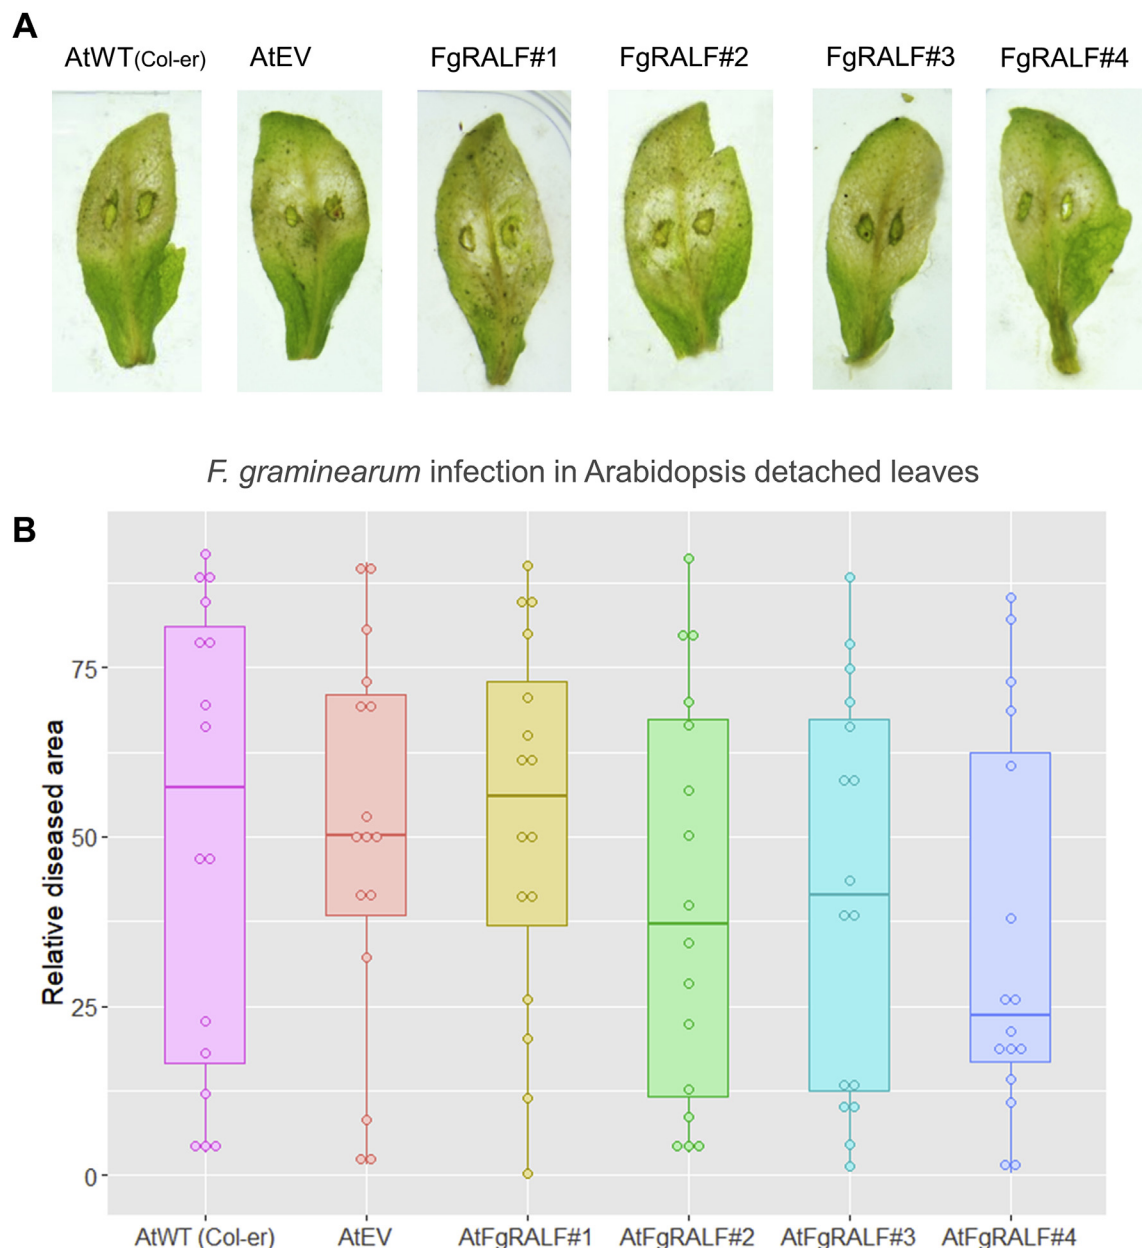 A
AtWT(Col-er) AtEV FgRALF#1 FgRALF#2 FgRALF#3 FgRALF#4
F. graminearum infection in Arabidopsis detached leaves
B
Relative diseased area
75
50
25
0
AtWT (Col-er) AtEV AtFgRALF#1 AtFgRALF#2 AtFgRALF#3 AtFgRALF#4